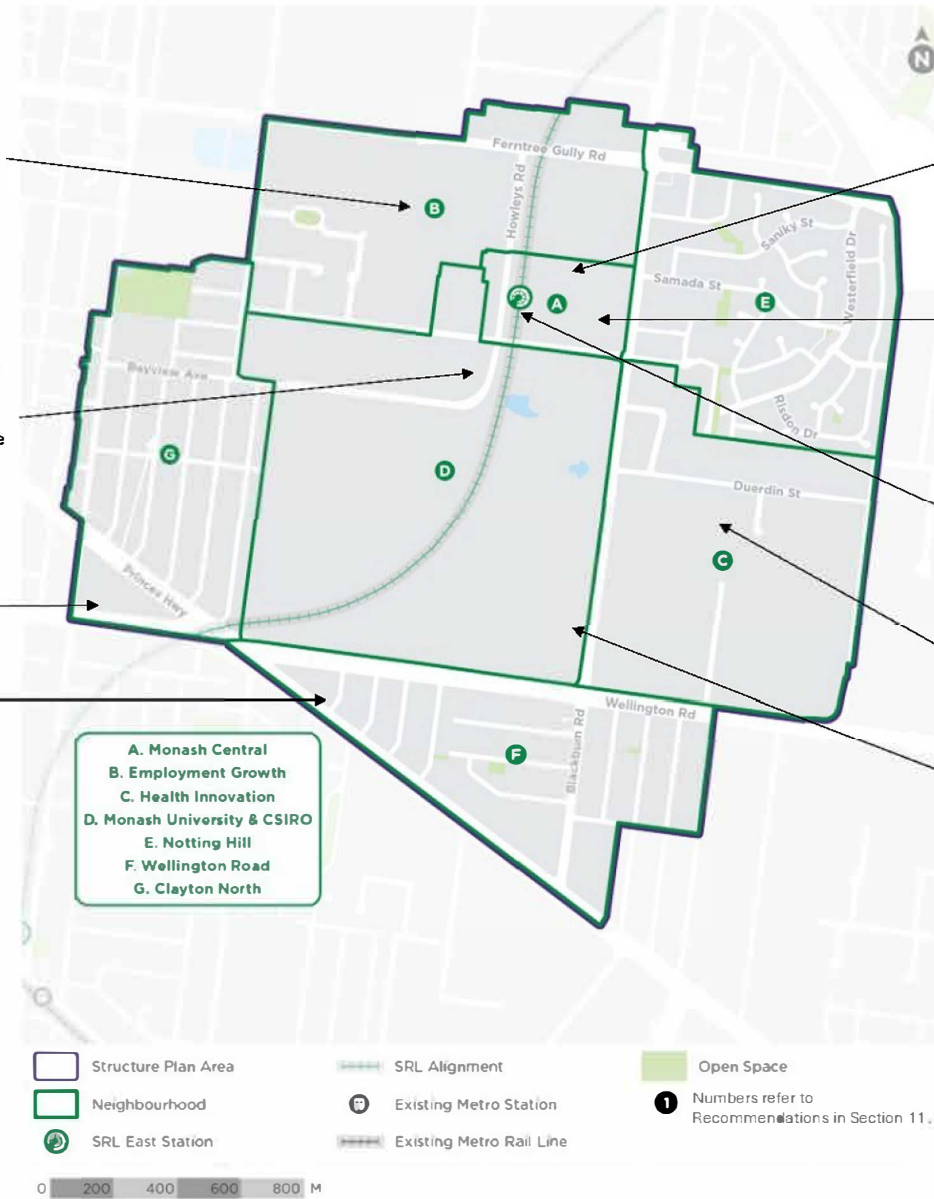 N
Ferntree Gully Rd
Howleys Rd
B
Saniky St
Westerfield Dr
Samada St
A
E
Bayview Ave
Risdon Dr
G
D
Duerdin St
C
Princes Hwy
e
Wellington Rd
Blackburn Rd
F
A. Monash Central
B. Employment Growth
C. Health Innovation
D. Monash University & CSIRO
E. Notting Hill
F. Wellington Road
G. Clayton North
Structure Plan Area
Neighbourhood
SRL East Station
SRL Alignment
Existing Metro Station
Existing Metro Rail Line
Open Space
1 Numbers refer to
Recommendations in Section 11.
0 200 400 600 800 M